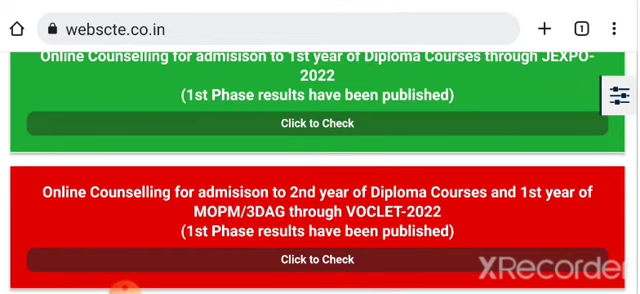 webscte.co.in
1
Online Counselling for admisison to 1st year of Diploma Courses through JEXPO-
2022
(1st Phase results have been published)
Click to Check
Online Counselling for admisison to 2nd year of Diploma Courses and 1st year of
MOPM/3DAG through VOCLET-2022
(1st Phase results have been published)
Click to Check
XRecorder